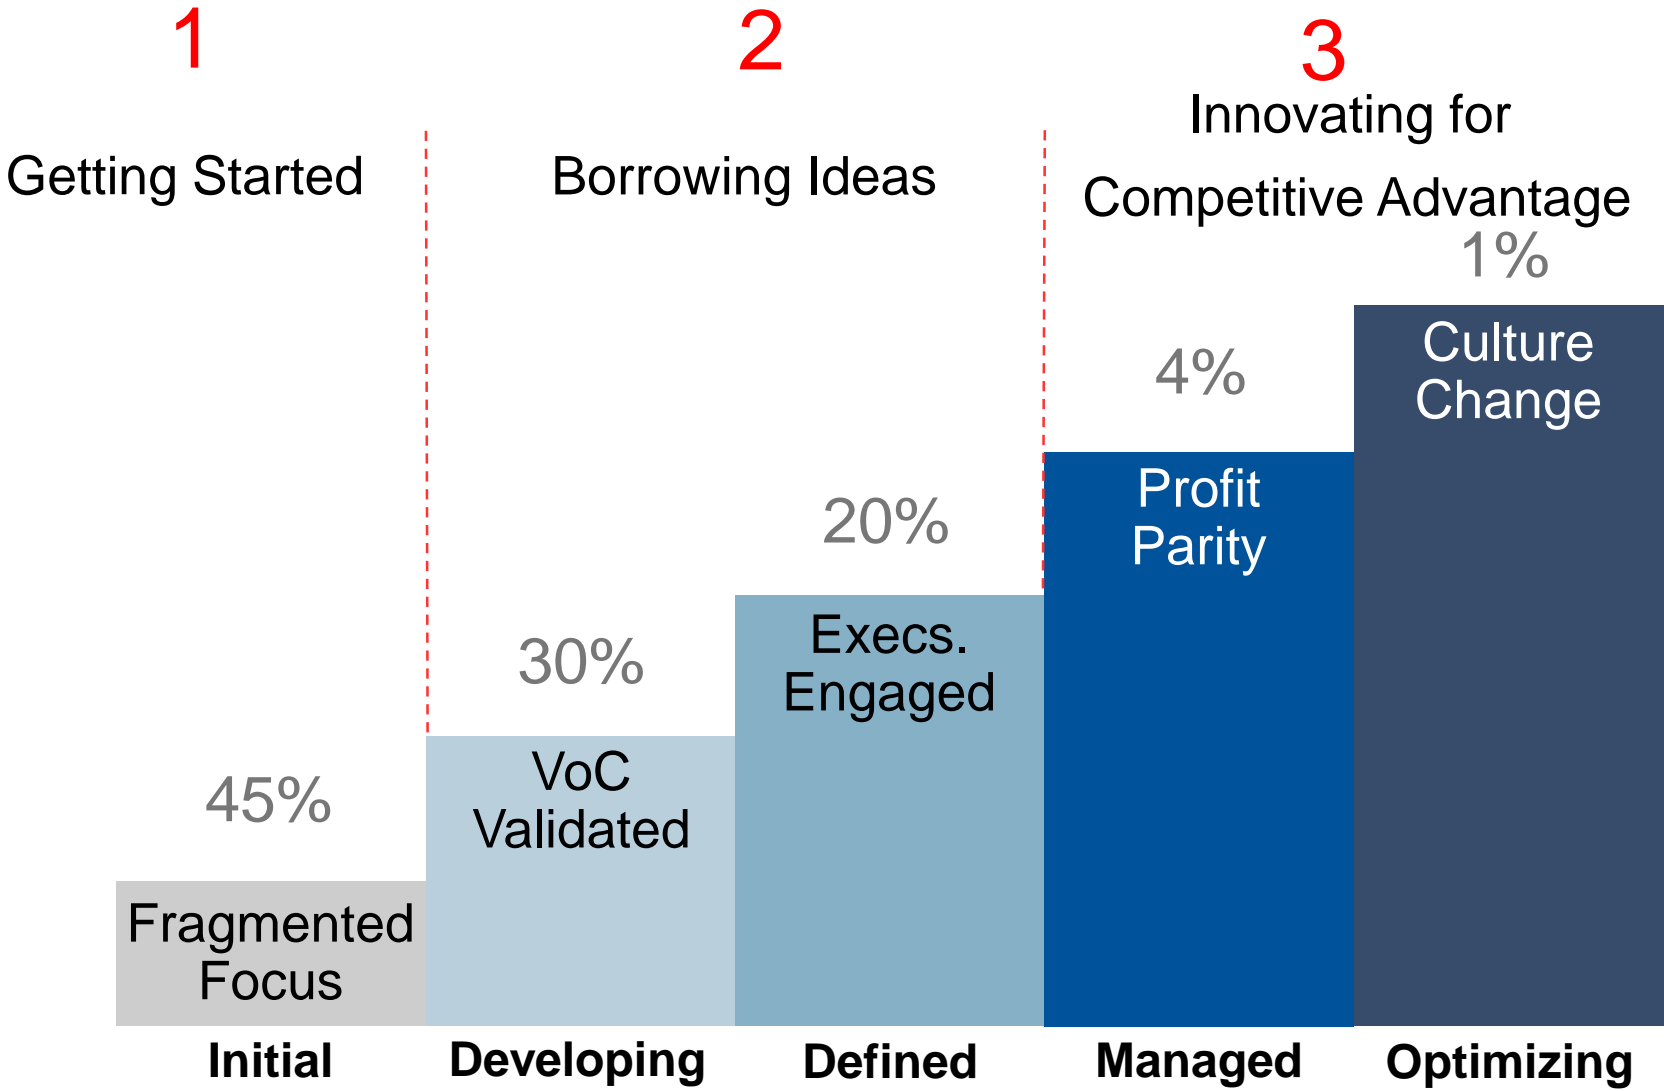 1
2
3
Getting Started
Borrowing Ideas
Innovating for
Competitive Advantage
1%
Culture
Change
4%
Profit
Parity
20%
Execs.
Engaged
30%
VoC
Validated
45%
Fragmented
Focus
Initial
Developing
Defined
Managed
Optimizing